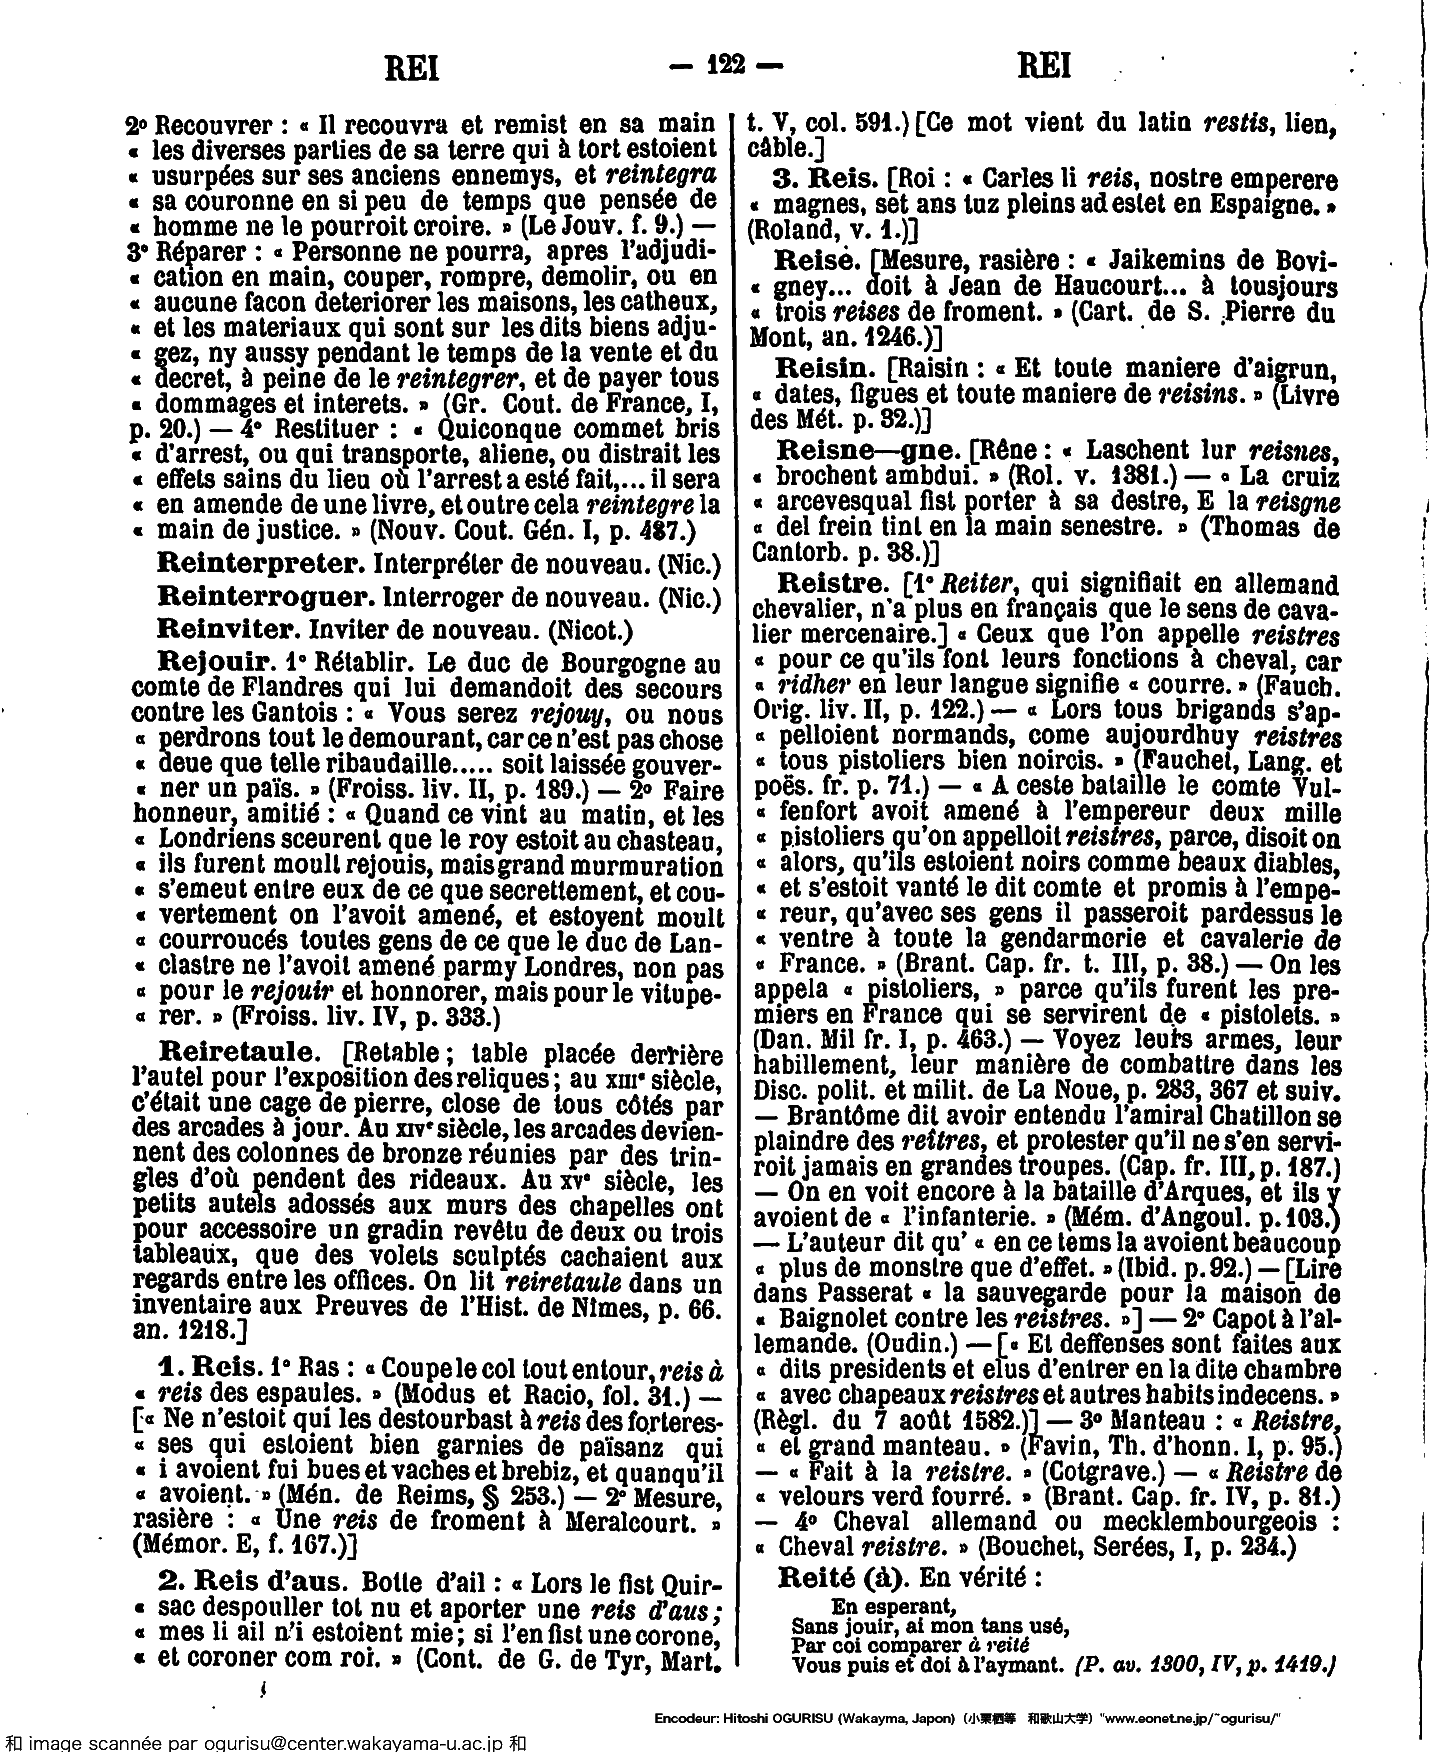 REI
— 122 —
REI
2º Recouvrer : « Il recouvra et remist en sa main
« les diverses parties de sa terre qui à tort estoient
« usurpées sur ses anciens ennemys, et reintegra
« sa couronne en si peu de temps que pensée de
« homme ne le pourroit croire. » (Le Jouv. f. 9.) —
3º Réparer : « Personne ne pourra, apres l'adjudi-
« cation en main, couper, rompre, demolir, ou en
« aucune facon deteriorer les maisons, les catheux,
« et les materiaux qui sont sur les dits biens adju-
« gez, ny aussy pendant le temps de la vente et du
« decret, à peine de le reintegrer, et de payer tous
« dommages et interets. » (Gr. Cout. de France, I,
p. 20.) — 4º Restituer : « Quiconque commet bris
« d'arrest, ou qui transporte, aliene, ou distrait les
« effets sains du lieu où l'arrest a esté fait,... il sera
« en amende de une livre, et outre cela reintegre la
« main de justice. » (Nouv. Cout. Gén. I, p. 487.)
Reinterpreter. Interpréter de nouveau. (Nic.)
Reinterroguer. Interroger de nouveau. (Nic.)
Reinviter. Inviter de nouveau. (Nicot.)
Rejouir. 1º Rétablir. Le duc de Bourgogne au
comte de Flandres qui lui demandoit des secours
contre les Gantois : « Vous serez rejouy, ou nous
« perdrons tout le demourant, car ce n'est pas chose
« deue que telle ribaudaille..... soit laissée gouver-
« ner un païs. » (Froiss. liv. II, p. 189.) — 2º Faire
honneur, amitié : « Quand ce vint au matin, et les
« Londriens sceurent que le roy estoit au chasteau,
« ils furent moult rejouis, mais grand murmuration
« s'emeut entre eux de ce que secrettement, et cou-
« vertement on l'avoit amené, et estoyent moult
« courroucés toutes gens de ce que le duc de Lan-
« clastre ne l'avoit amené parmy Londres, non pas
« pour le rejouir et honnorer, mais pour le vitupe-
« rer. » (Froiss. liv. IV, p. 333.)
Reiretaule. [Retable ; table placée derrière
l'autel pour l'exposition des reliques ; au XIIIe siècle,
c'était une cage de pierre, close de tous côtés par
des arcades à jour. Au XIVe siècle, les arcades devien-
nent des colonnes de bronze réunies par des trin-
gles d'où pendent des rideaux. Au XVe siècle, les
petits autels adossés aux murs des chapelles ont
pour accessoire un gradin revêtu de deux ou trois
tableaux, que des volets sculptés cachaient aux
regards entre les offices. On lit reiretaule dans un
inventaire aux Preuves de l'Hist. de Nîmes, p. 66.
an. 1218.]
1. Reis. 1º Ras : « Coupe le col tout entour, reis à
« reis des espaules. » (Modus et Racio, fol. 31.) —
[« Ne n'estoit qui les destourbast à reis des forteres-
« ses qui estoient bien garnies de païsanz qui
« i avoient fui bues et vaches et brebiz, et quanqu'il
« avoient. » (Mén. de Reims, § 253.) — 2º Mesure,
rasière : « Une reis de froment à Meralcourt. »
(Mémor. E, f. 167.)]
2. Reis d'aus. Botte d'ail : « Lors le fist Quir-
« sac despouller tot nu et aporter une reis d'aus ;
« mes li ail n'i estoient mie ; si l'en fist une corone,
« et coroner com roi. » (Cont. de G. de Tyr, Mart.
t. V, col. 591.) [Ce mot vient du latin restis, lien,
câble.]
3. Reis. [Roi : « Carles li reis, nostre emperere
« magnes, set ans tuz pleins ad estet en Espaigne. »
(Roland, v. 1.)]
Reise. [Mesure, rasière : « Jaikemins de Bovi-
« gney... doit à Jean de Haucourt... à tousjours
« trois reises de froment. » (Cart. de S. Pierre du
Mont, an. 1246.)]
Reisin. [Raisin : « Et toute maniere d'aigrun,
« dates, figues et toute maniere de reisins. » (Livre
des Mét. p. 32.)]
Reisne—gne. [Rêne : « Laschent lur reisnes,
« brochent ambdui. » (Rol. v. 1381.) — « La cruiz
« arcevesqual fist porter à sa destre, E la reisgne
« del frein tint en la main senestre. » (Thomas de
Cantorb. p. 38.)]
Reistre. [1º Reiter, qui signifiait en allemand
chevalier, n'a plus en français que le sens de cava-
lier mercenaire.] « Ceux que l'on appelle reistres
« pour ce qu'ils font leurs fonctions à cheval, car
« ridher en leur langue signifie « courre. » (Fauch.
Orig. liv. II, p. 122.) — « Lors tous brigands s'ap-
« pelloient normands, come aujourdhuy reistres
« tous pistoliers bien noircis. » (Fauchet, Lang. et
poës. fr. p. 71.) — « A ceste bataille le comte Vul-
« fenfort avoit amené à l'empereur deux mille
« pistoliers qu'on appelloit reistres, parce, disoit on
« alors, qu'ils estoient noirs comme beaux diables,
« et s'estoit vanté le dit comte et promis à l'empe-
« reur, qu'avec ses gens il passeroit pardessus le
« ventre à toute la gendarmerie et cavalerie de
« France. » (Brant. Cap. fr. t. III, p. 38.) — On les
appela « pistoliers, » parce qu'ils furent les pre-
miers en France qui se servirent de « pistolets. »
(Dan. Mil fr. I, p. 463.) — Voyez leurs armes, leur
habillement, leur manière de combattre dans les
Disc. polit. et milit. de La Noue, p. 283, 367 et suiv.
— Brantôme dit avoir entendu l'amiral Chatillon se
plaindre des reîtres, et protester qu'il ne s'en servi-
roit jamais en grandes troupes. (Cap. fr. III, p. 187.)
— On en voit encore à la bataille d'Arques, et ils y
avoient de « l'infanterie. » (Mém. d'Angoul. p. 103.)
— L'auteur dit qu' « en ce tems la avoient beaucoup
« plus de monstre que d'effet. » (Ibid. p. 92.) — [Lire
dans Passerat « la sauvegarde pour la maison de
« Baignolet contre les reistres. »] — 2º Capot à l'al-
lemande. (Oudin.) — [« Et deffenses sont faites aux
« dits presidents et elus d'entrer en la dite chambre
« avec chapeaux reistres et autres habits indecens. »
(Règl. du 7 août 1582.)] — 3º Manteau : « Reistre,
« et grand manteau. » (Favin, Th. d'honn. I, p. 95.)
— « Fait à la reistre. » (Cotgrave.) — « Reistre de
« velours verd fourré. » (Brant. Cap. fr. IV, p. 81.)
— 4º Cheval allemand ou mecklembourgeois :
« Cheval reistre. » (Bouchet, Serées, I, p. 234.)
Reité (à). En vérité :
En esperant,
Sans jouir, ai mon tans usé,
Par coi comparer à reité
Vous puis et doi à l'aymant. (P. av. 1300, IV, p. 1419.)
Encodeur: Hitoshi OGURISU (Wakayma, Japon) (小栗栖等 和歌山大学) "www.eonet.ne.jp/~ogurisu/"
和 image scannée par ogurisu@center.wakayama-u.ac.jp 和